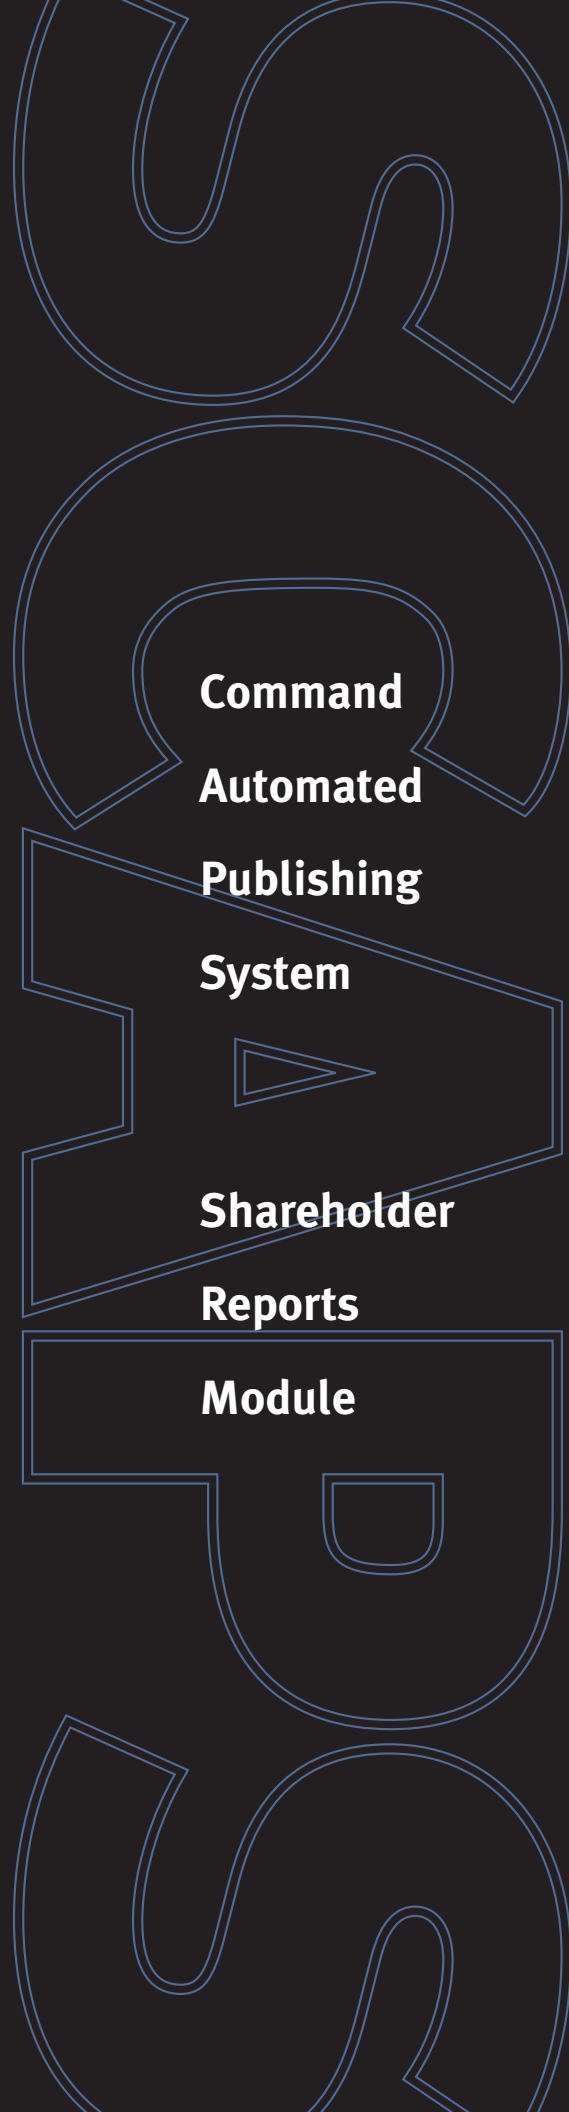 Command
Automated
Publishing
System
Shareholder
Reports
Module
SCAPS